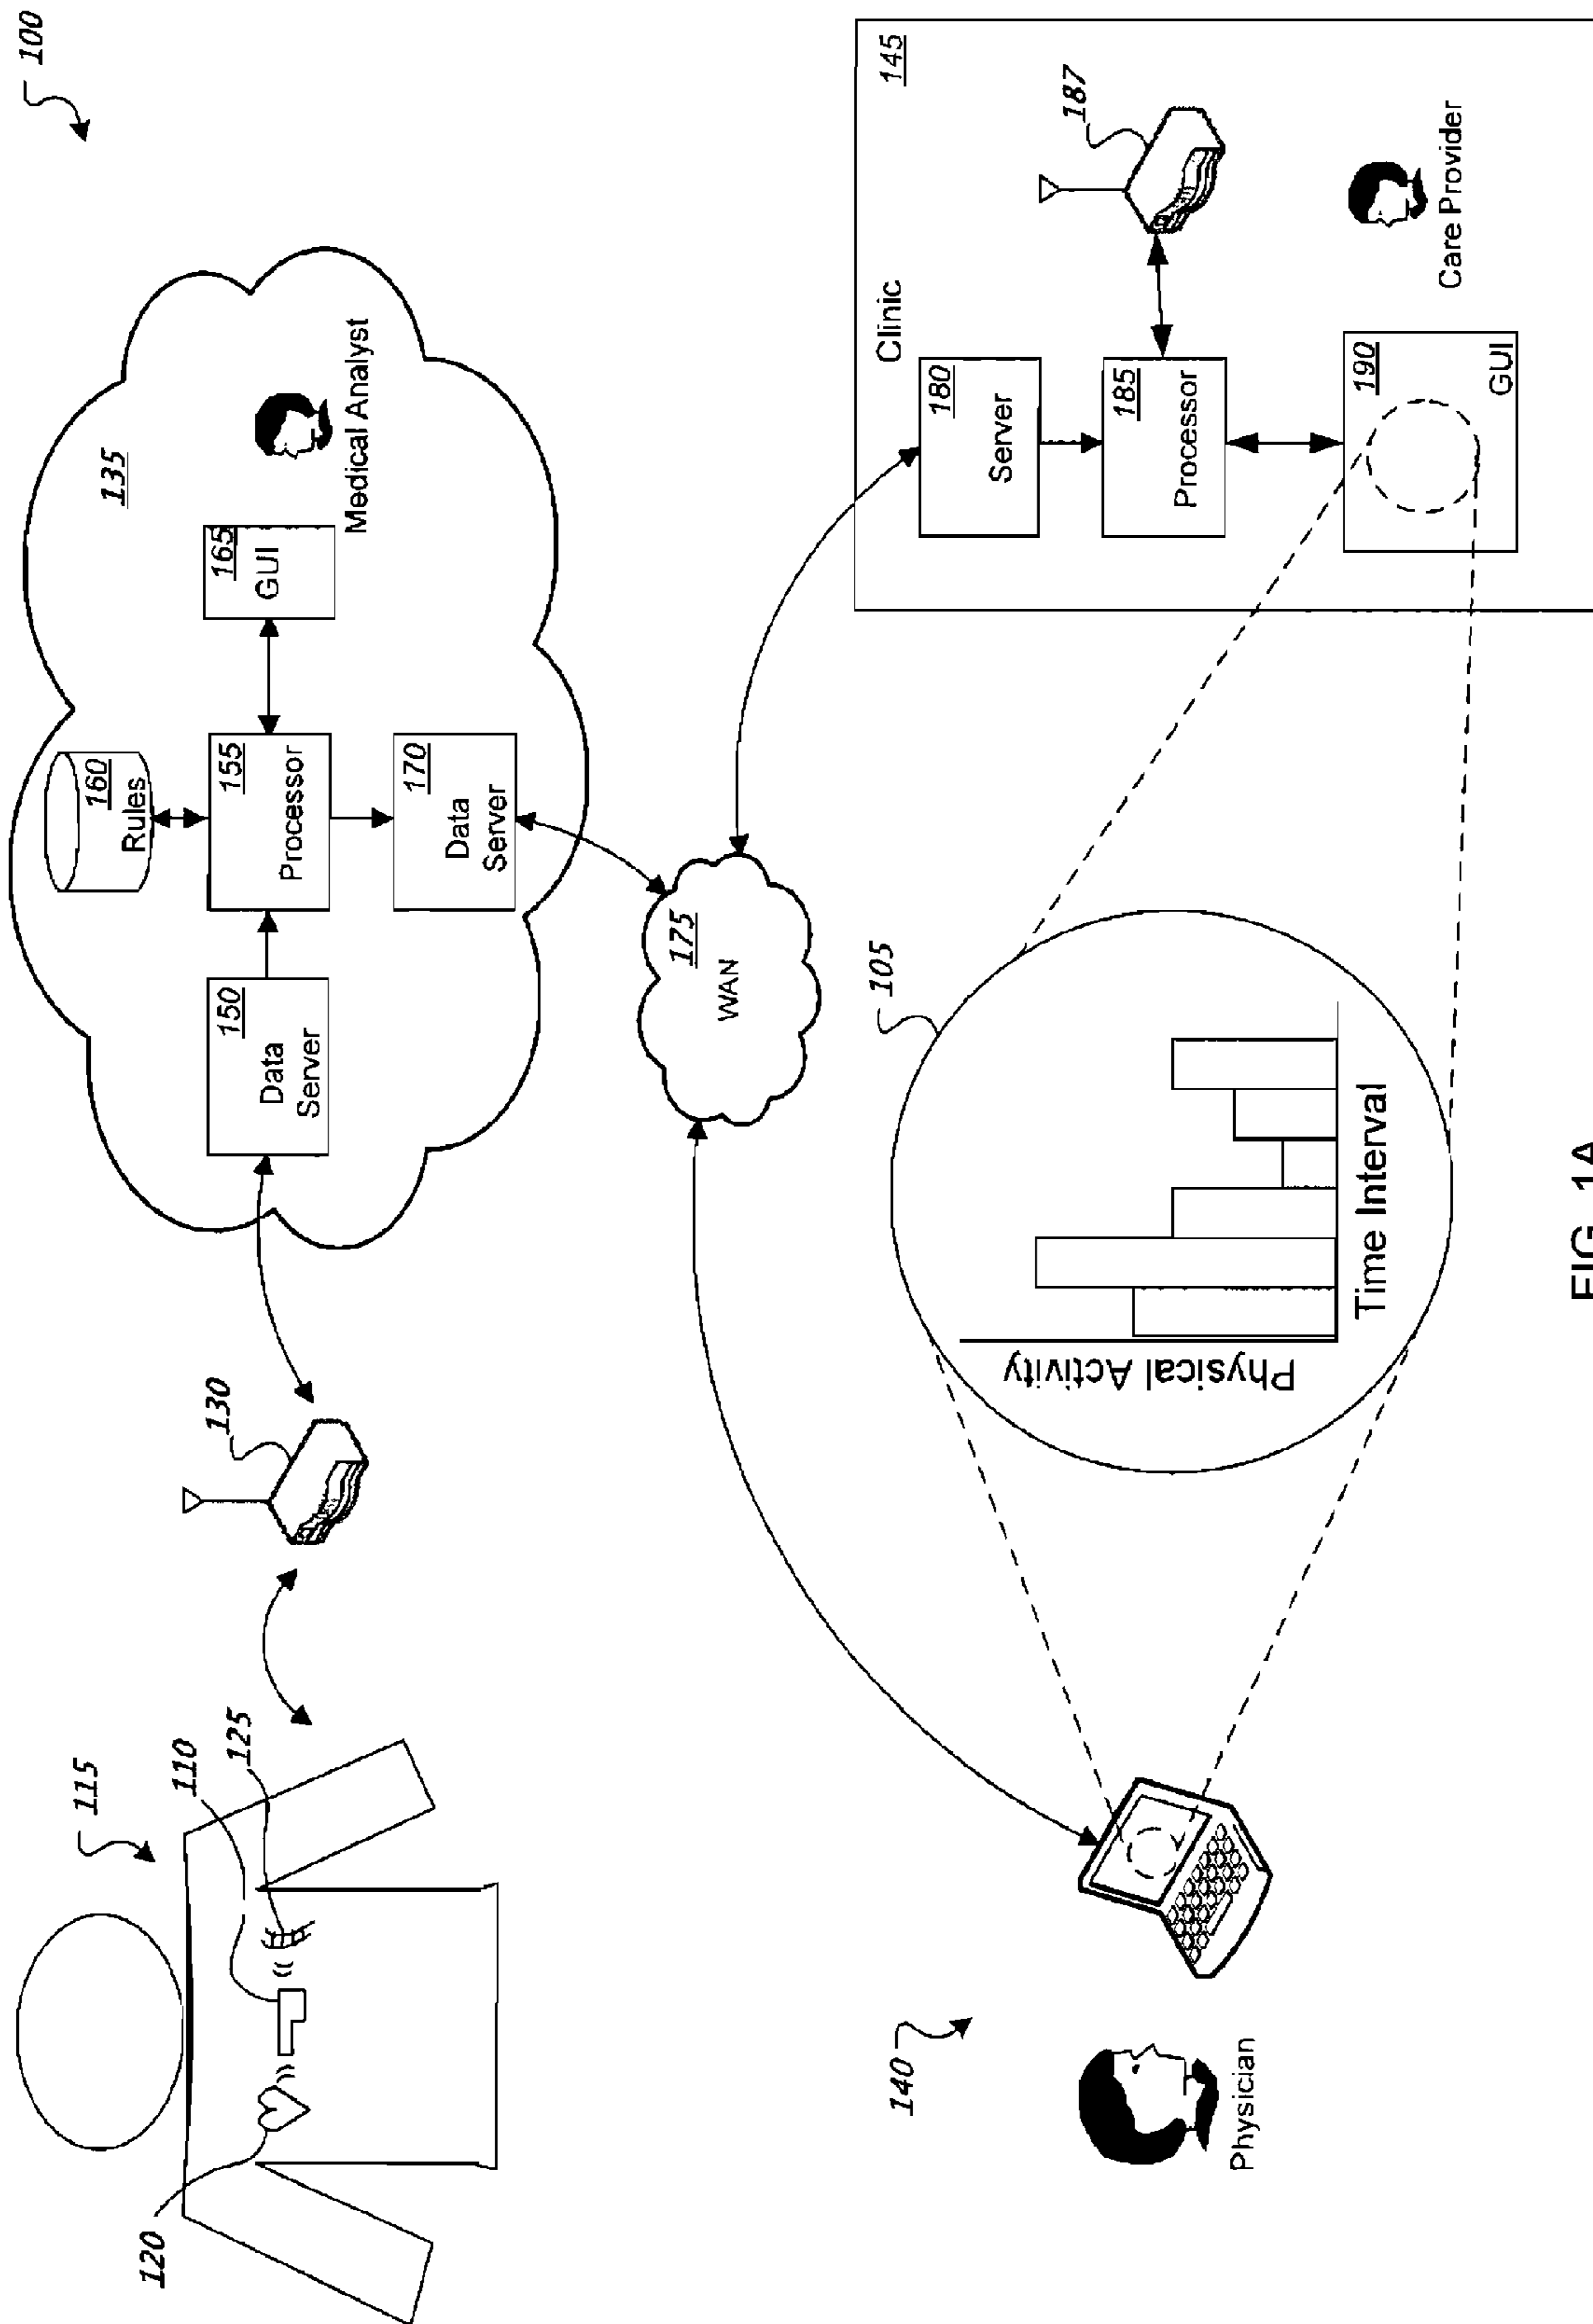 100
115
110
125
120
130
135
150
Data
Server
160
Rules
155
Processor
165
GUI
Medical Analyst
170
Data
Server
175
WAN
140
Physician
105
Physical Activity
Time Interval
145
Clinic
180
Server
185
Processor
187
190
GUI
Care Provider
FIG. 1A